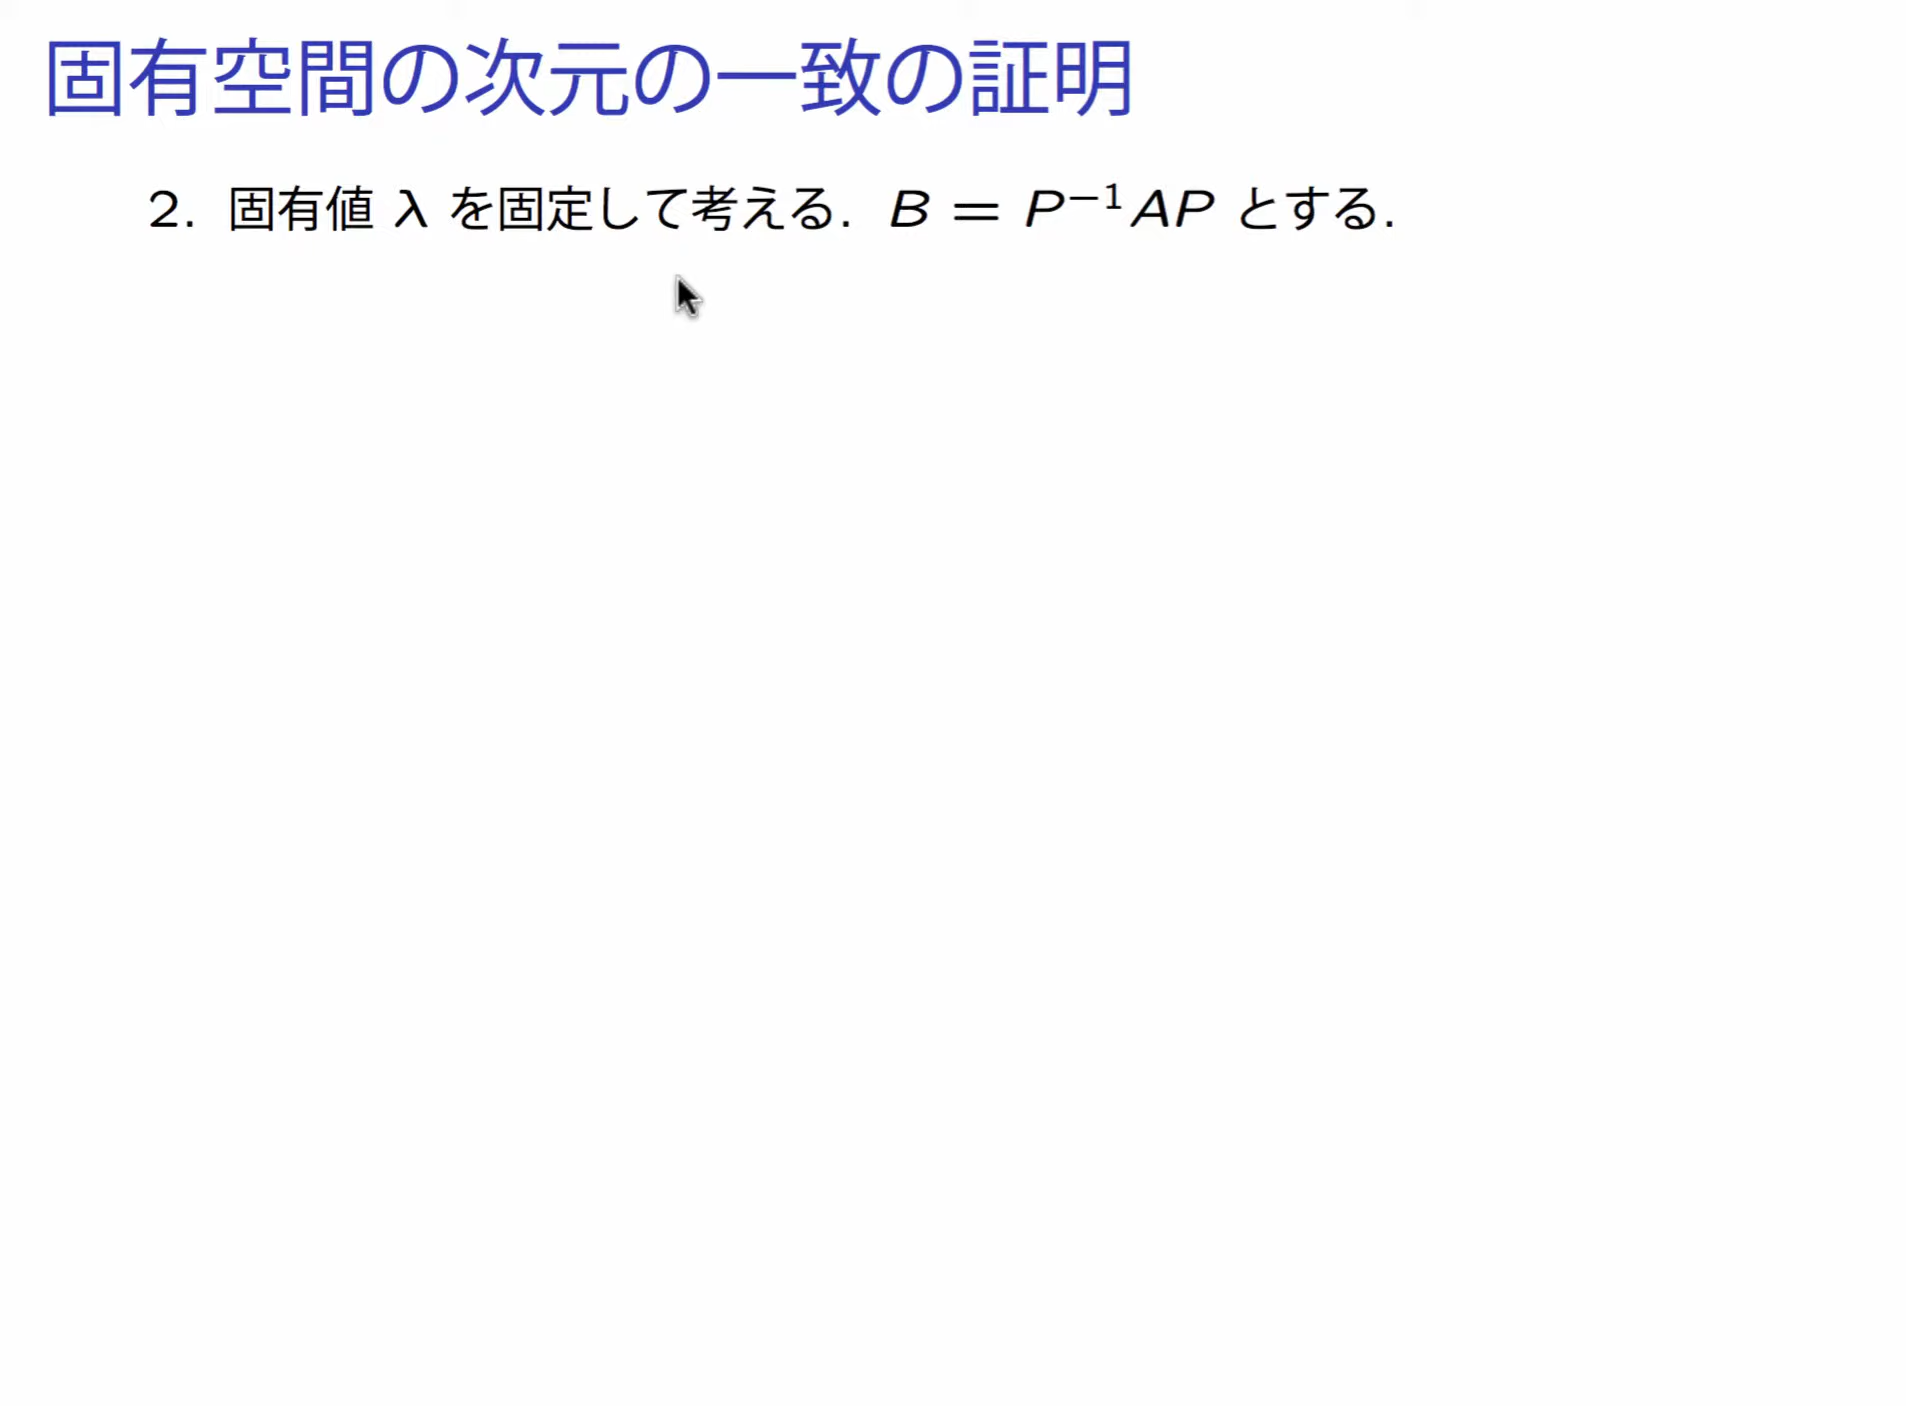 固有空間の次元の一致の証明
2. 固有値 λ を固定して考える. B = P⁻¹AP とする.